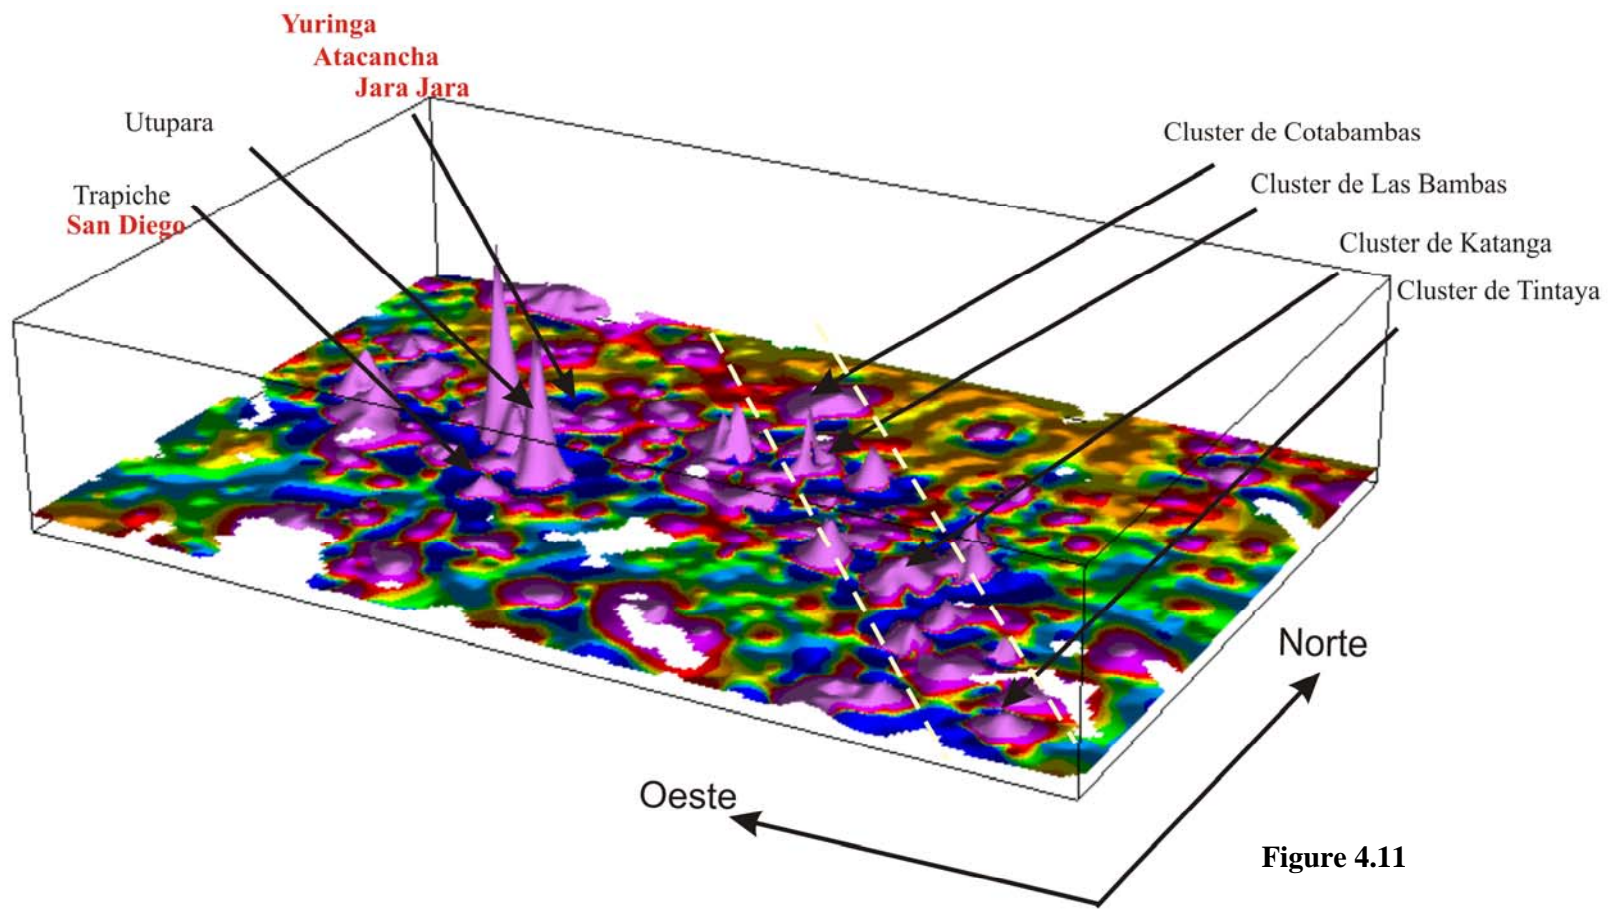 Yuringa
Atacancha
Jara Jara
Utupara
Trapiche
San Diego
Cluster de Cotabambas
Cluster de Las Bambas
Cluster de Katanga
Cluster de Tintaya
Norte
Oeste
Figure 4.11